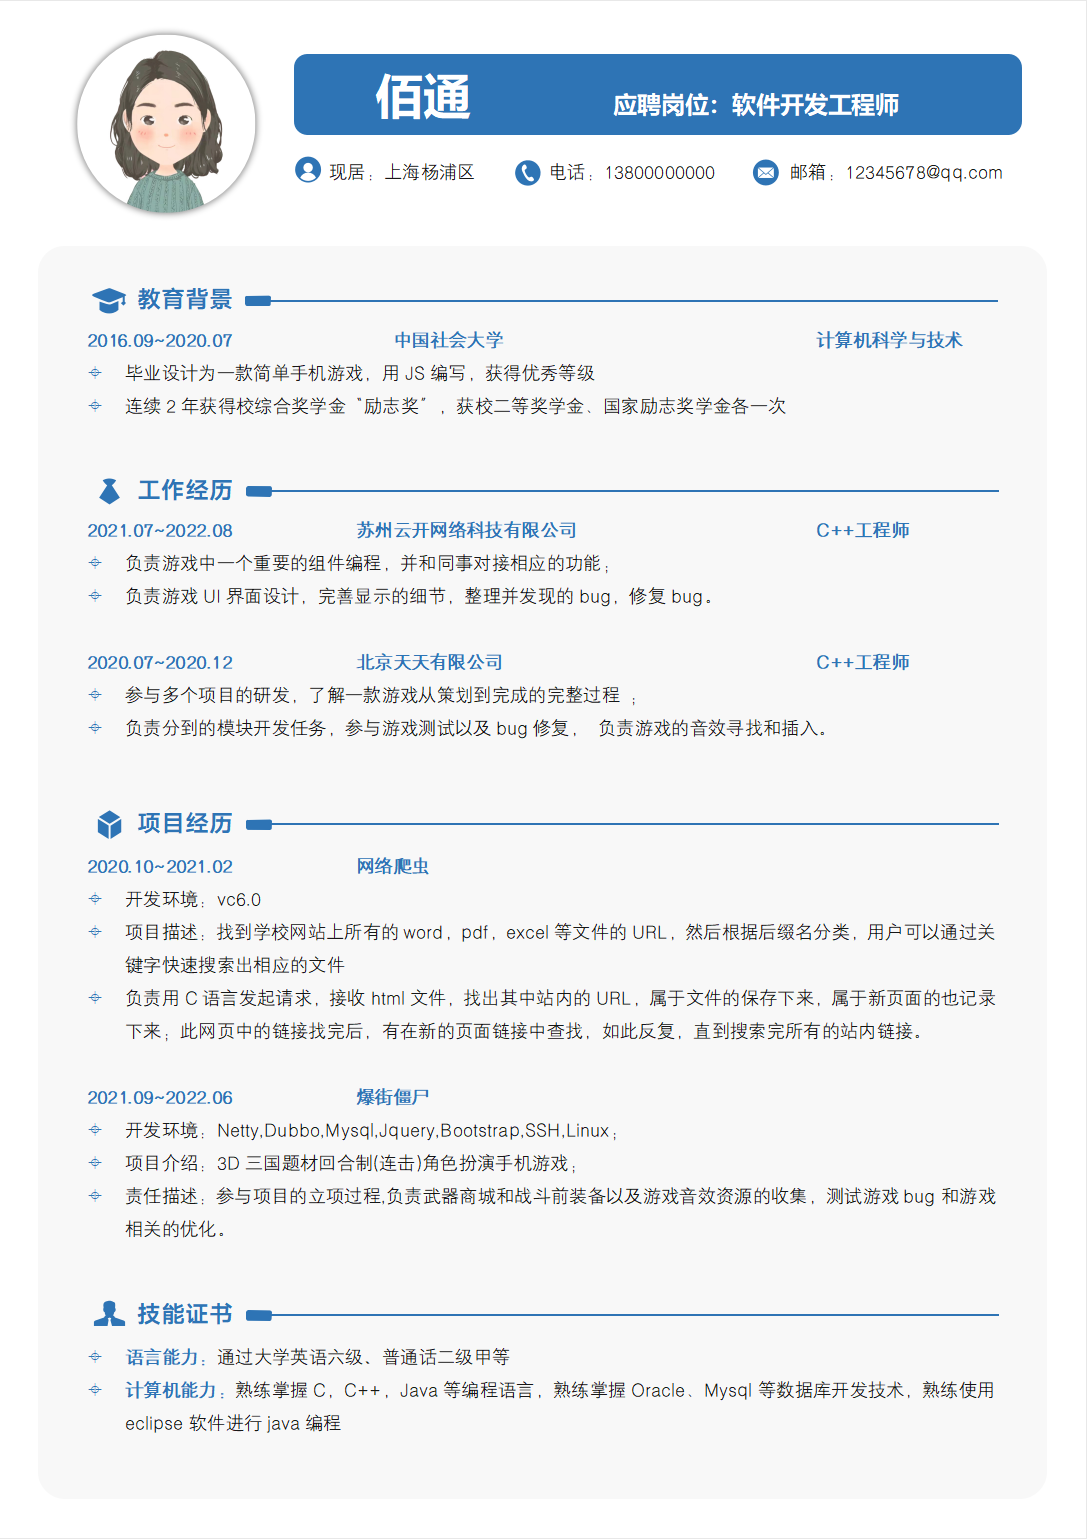 佰通
应聘岗位：软件开发工程师
现居：上海杨浦区 电话：13800000000 邮箱：12345678@qq.com
教育背景
2016.09~2020.07 中国社会大学 计算机科学与技术
毕业设计为一款简单手机游戏，用 JS 编写，获得优秀等级
连续 2 年获得校综合奖学金“励志奖”，获校二等奖学金、国家励志奖学金各一次
工作经历
2021.07~2022.08 苏州云开网络科技有限公司 C++工程师
负责游戏中一个重要的组件编程，并和同事对接相应的功能；
负责游戏 UI 界面设计，完善显示的细节，整理并发现的 bug，修复 bug。
2020.07~2020.12 北京天天有限公司 C++工程师
参与多个项目的研发，了解一款游戏从策划到完成的完整过程 ；
负责分到的模块开发任务，参与游戏测试以及 bug 修复， 负责游戏的音效寻找和插入。
项目经历
2020.10~2021.02 网络爬虫
开发环境：vc6.0
项目描述：找到学校网站上所有的 word，pdf，excel 等文件的 URL，然后根据后缀名分类，用户可以通过关
键字快速搜索出相应的文件
负责用 C 语言发起请求，接收 html 文件，找出其中站内的 URL，属于文件的保存下来，属于新页面的也记录
下来；此网页中的链接找完后，有在新的页面链接中查找，如此反复，直到搜索完所有的站内链接。
2021.09~2022.06 爆街僵尸
开发环境：Netty,Dubbo,Mysql,Jquery,Bootstrap,SSH,Linux；
项目介绍：3D 三国题材回合制(连击)角色扮演手机游戏；
责任描述：参与项目的立项过程,负责武器商城和战斗前装备以及游戏音效资源的收集，测试游戏 bug 和游戏
相关的优化。
技能证书
语言能力：通过大学英语六级、普通话二级甲等
计算机能力：熟练掌握 C，C++，Java 等编程语言，熟练掌握 Oracle、Mysql 等数据库开发技术，熟练使用
eclipse 软件进行 java 编程